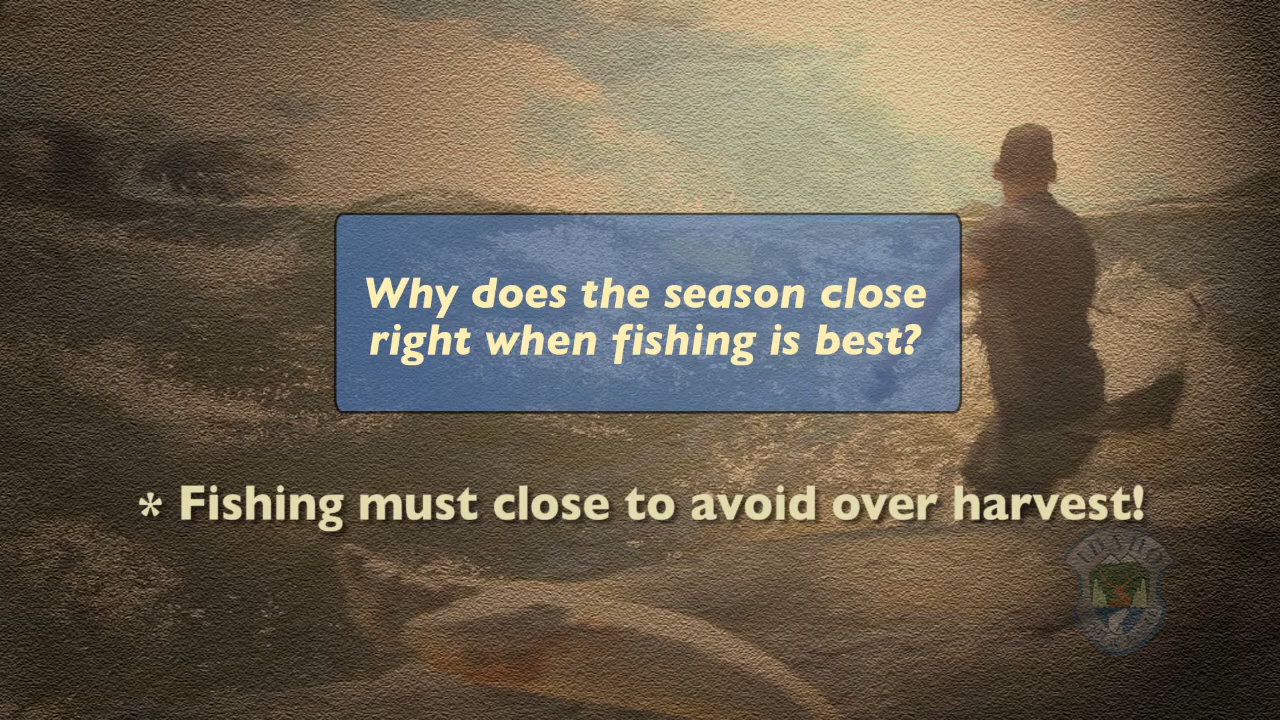 Why does the season close
right when fishing is best?
* Fishing must close to avoid over harvest!